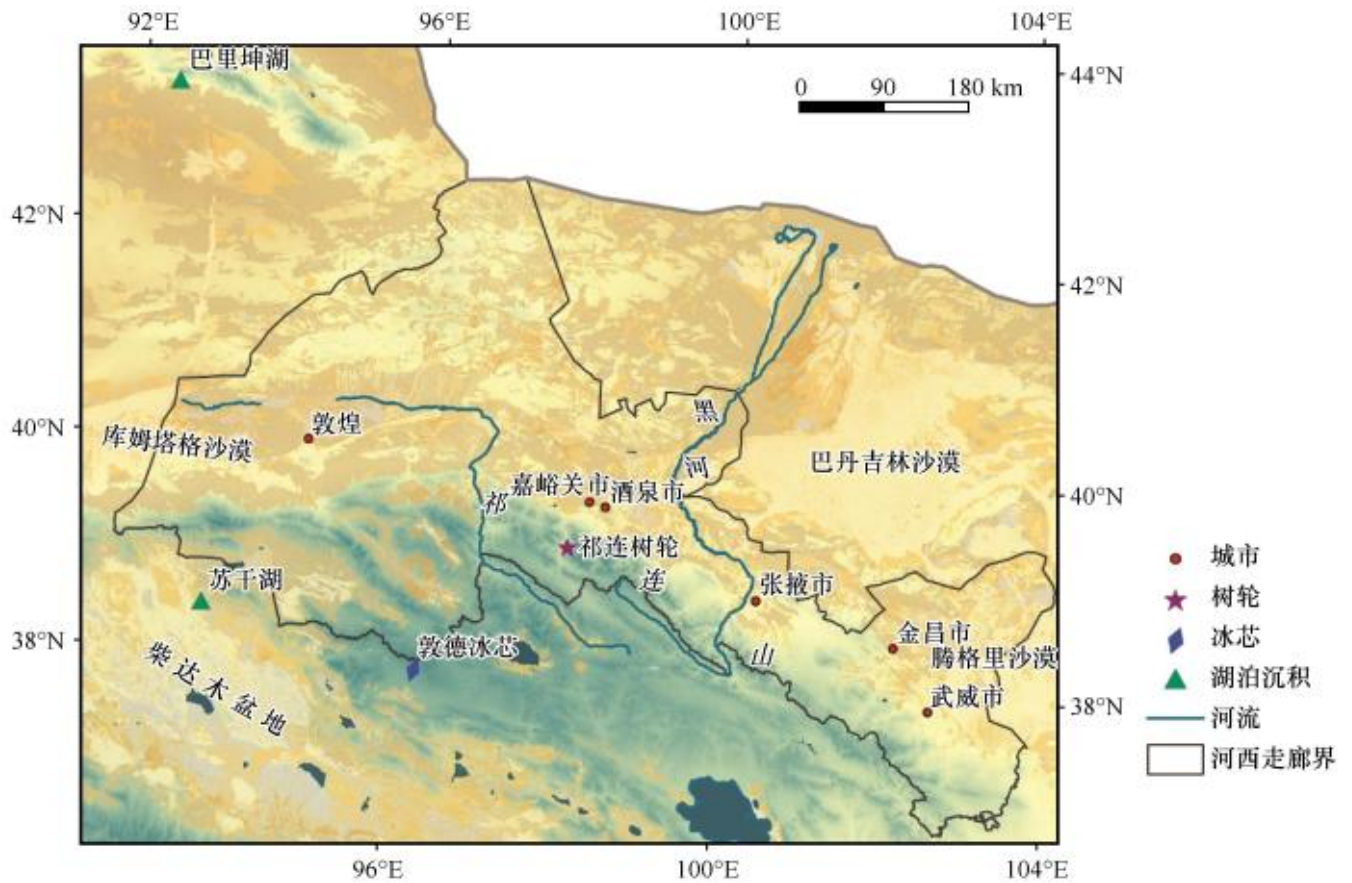 92°E 96°E 100°E 104°E
巴里坤湖
0 90 180 km
44°N
42°N
42°N
黑
河
敦煌
40°N
库姆塔格沙漠
巴丹吉林沙漠
嘉峪关市
酒泉市
40°N
祁
连
山
祁连树轮
苏干湖
张掖市
38°N
敦德冰芯
金昌市
腾格里沙漠
柴达木盆地
武威市
38°N
城市
树轮
冰芯
湖泊沉积
河流
河西走廊界
96°E 100°E 104°E